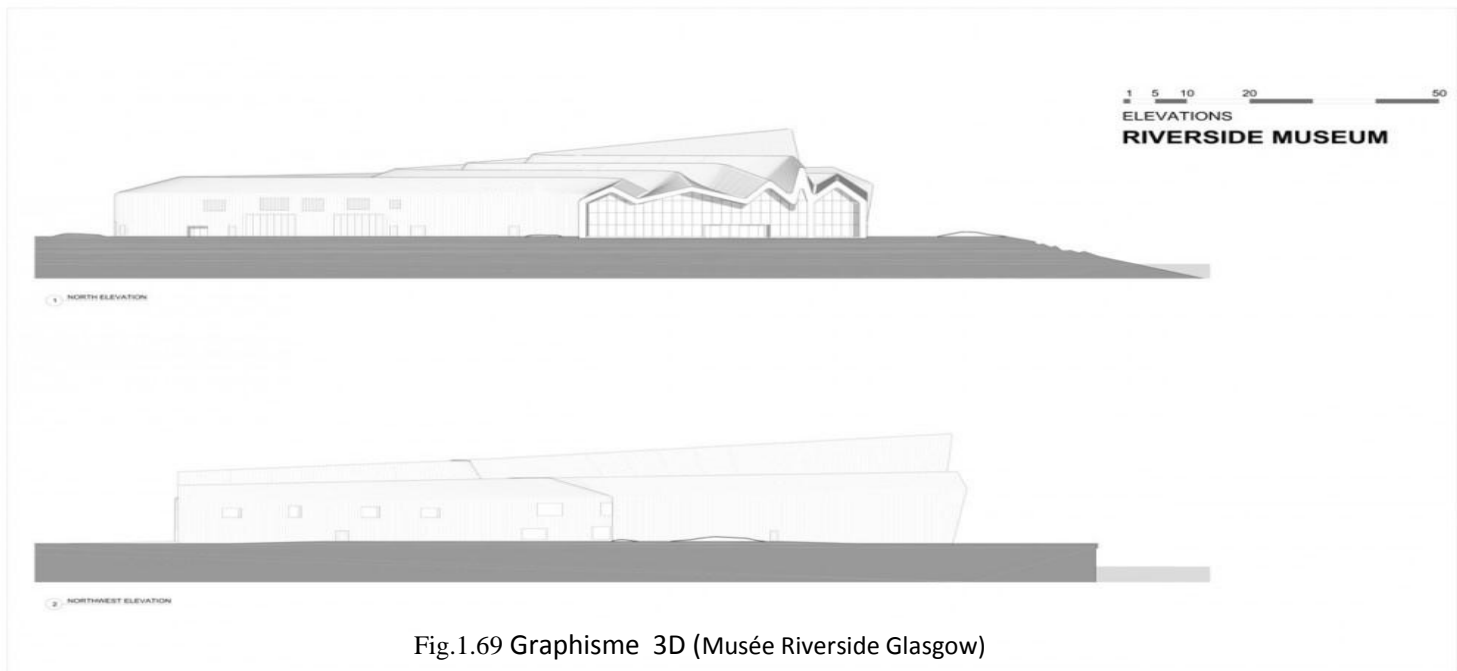 1 5 10 20 50
ELEVATIONS
RIVERSIDE MUSEUM
1 NORTH ELEVATION
2 NORTHWEST ELEVATION
Fig.1.69 Graphisme 3D (Musée Riverside Glasgow)